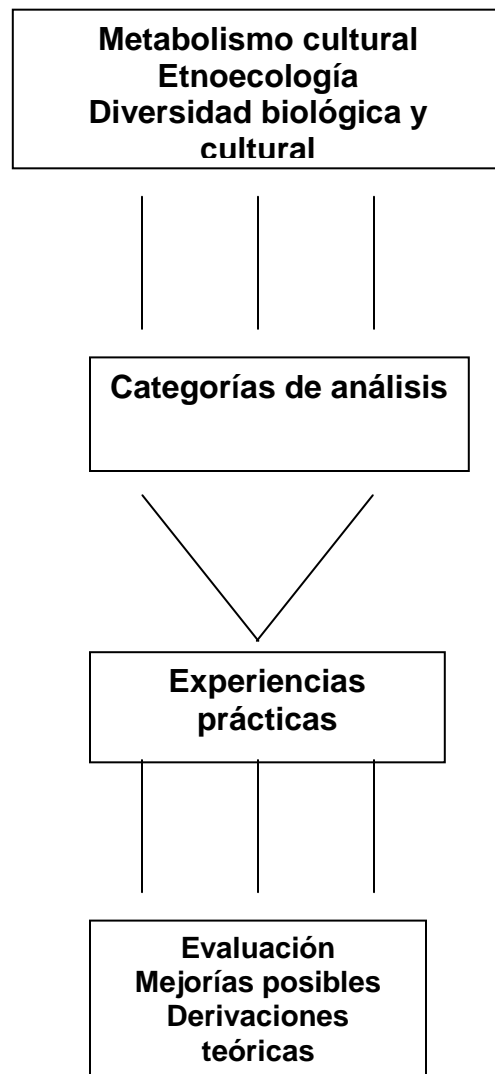 Metabolismo cultural
Etnoecología
Diversidad biológica y
cultural
Categorías de análisis
Experiencias
prácticas
Evaluación
Mejorías posibles
Derivaciones
teóricas